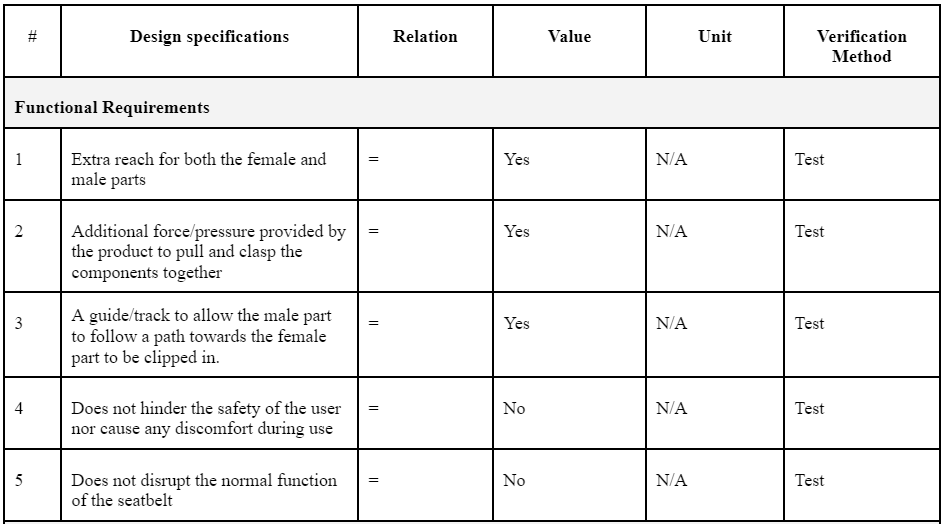 # Design specifications Relation Value Unit Verification
Method
Functional Requirements
1 Extra reach for both the female and = Yes N/A Test
male parts
2 Additional force/pressure provided by = Yes N/A Test
the product to pull and clasp the
components together
3 A guide/track to allow the male part = Yes N/A Test
to follow a path towards the female
part to be clipped in.
4 Does not hinder the safety of the user = No N/A Test
nor cause any discomfort during use
5 Does not disrupt the normal function = No N/A Test
of the seatbelt